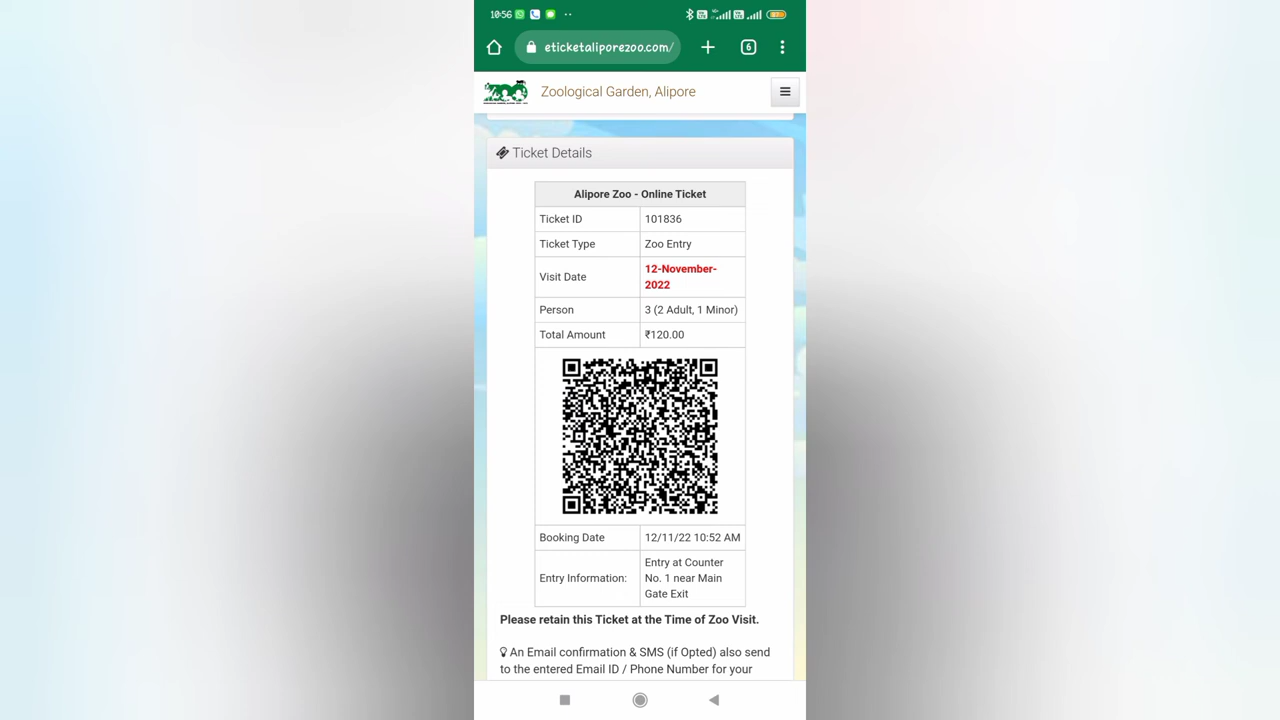 10:56
eticketaliporezoo.com/
6
ZOO
Zoological Garden, Alipore
Ticket Details
Alipore Zoo - Online Ticket
Ticket ID 101836
Ticket Type Zoo Entry
Visit Date 12-November-
2022
Person 3 (2 Adult, 1 Minor)
Total Amount ₹120.00
Booking Date 12/11/22 10:52 AM
Entry Information: Entry at Counter
No. 1 near Main
Gate Exit
Please retain this Ticket at the Time of Zoo Visit.
An Email confirmation & SMS (if Opted) also send
to the entered Email ID / Phone Number for your